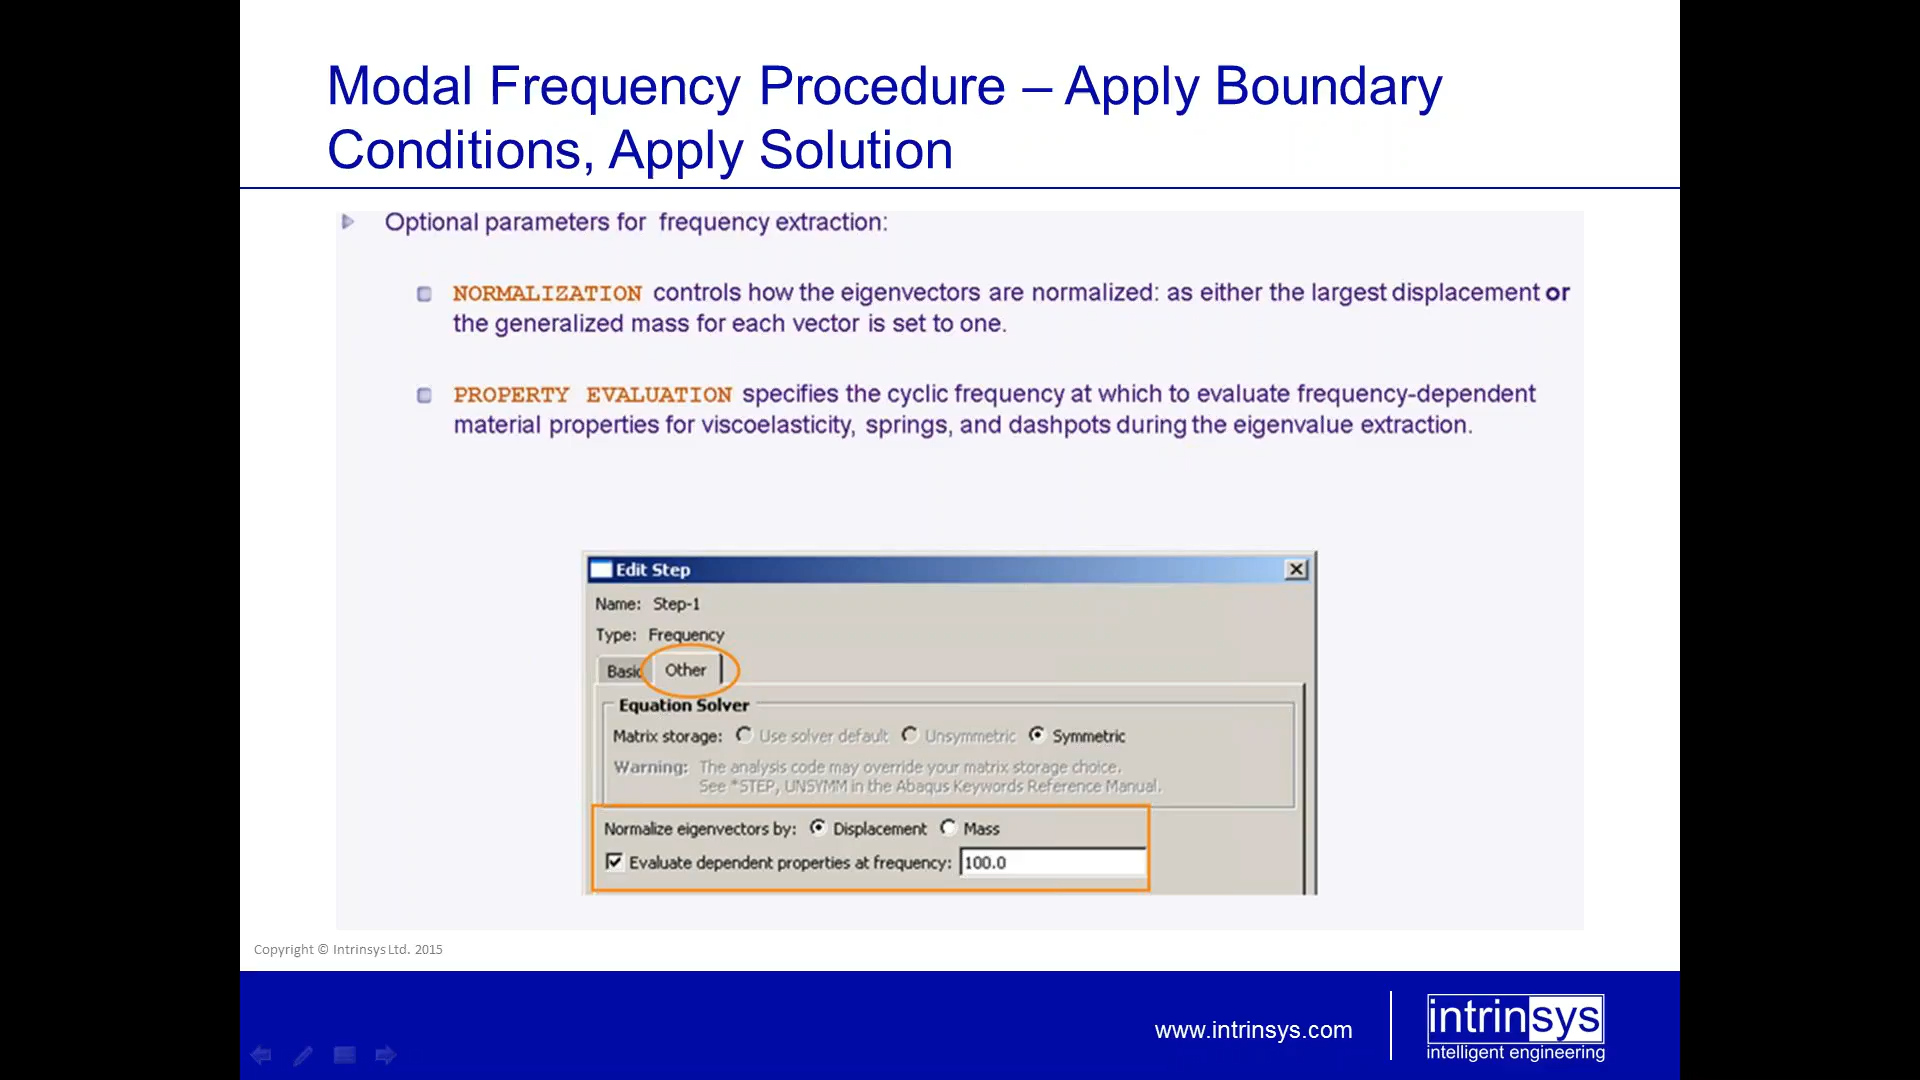 Modal Frequency Procedure – Apply Boundary
Conditions, Apply Solution
Optional parameters for frequency extraction:
NORMALIZATION controls how the eigenvectors are normalized: as either the largest displacement or
the generalized mass for each vector is set to one.
PROPERTY EVALUATION specifies the cyclic frequency at which to evaluate frequency-dependent
material properties for viscoelasticity, springs, and dashpots during the eigenvalue extraction.
Edit Step
Name: Step-1
Type: Frequency
Basic Other
Equation Solver
Matrix storage: Use solver default Unsymmetric Symmetric
Warning: The analysis code may override your matrix storage choice.
See *STEP, UNSYMM in the Abaqus Keywords Reference Manual.
Normalize eigenvectors by: Displacement Mass
Evaluate dependent properties at frequency: 100.0
Copyright © Intrinsys Ltd. 2015
www.intrinsys.com
intrinsys
intelligent engineering